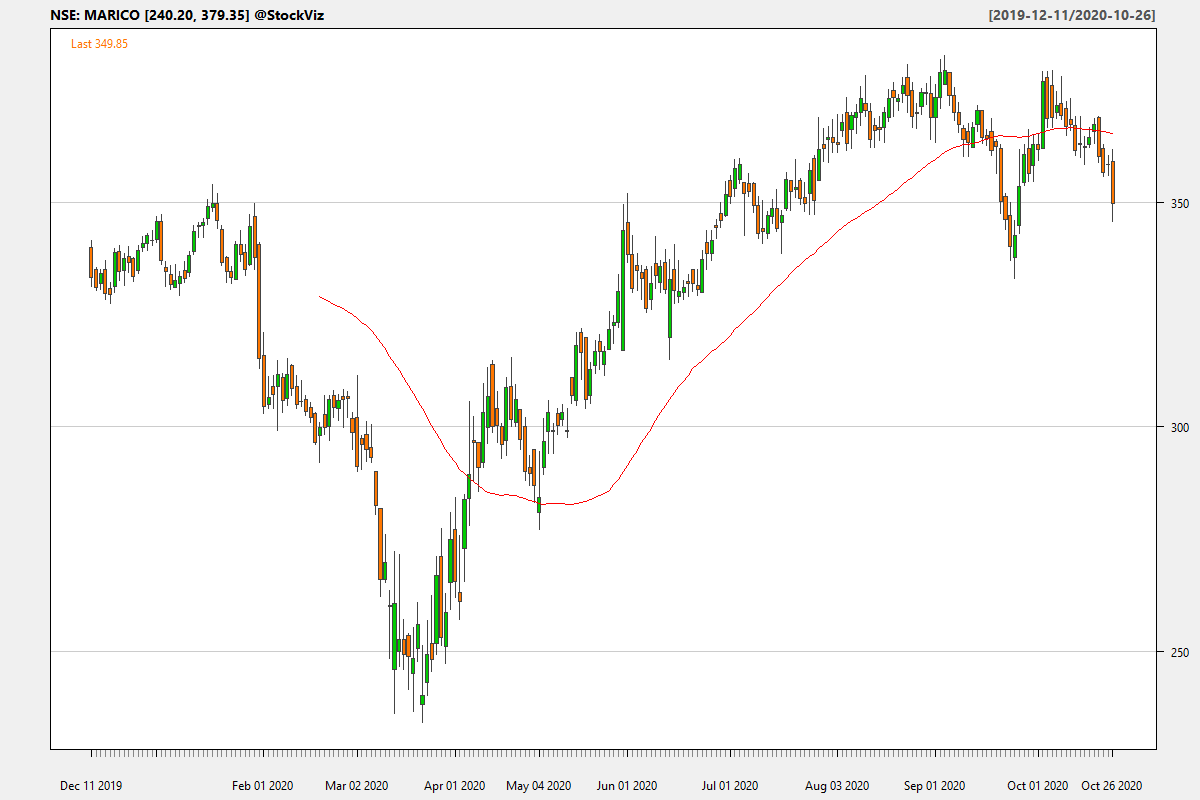 NSE: MARICO [240.20, 379.35] @StockViz
[2019-12-11/2020-10-26]
Last 349.85
350
300
250
Dec 11 2019
Feb 01 2020
Mar 02 2020
Apr 01 2020
May 04 2020
Jun 01 2020
Jul 01 2020
Aug 03 2020
Sep 01 2020
Oct 01 2020
Oct 26 2020